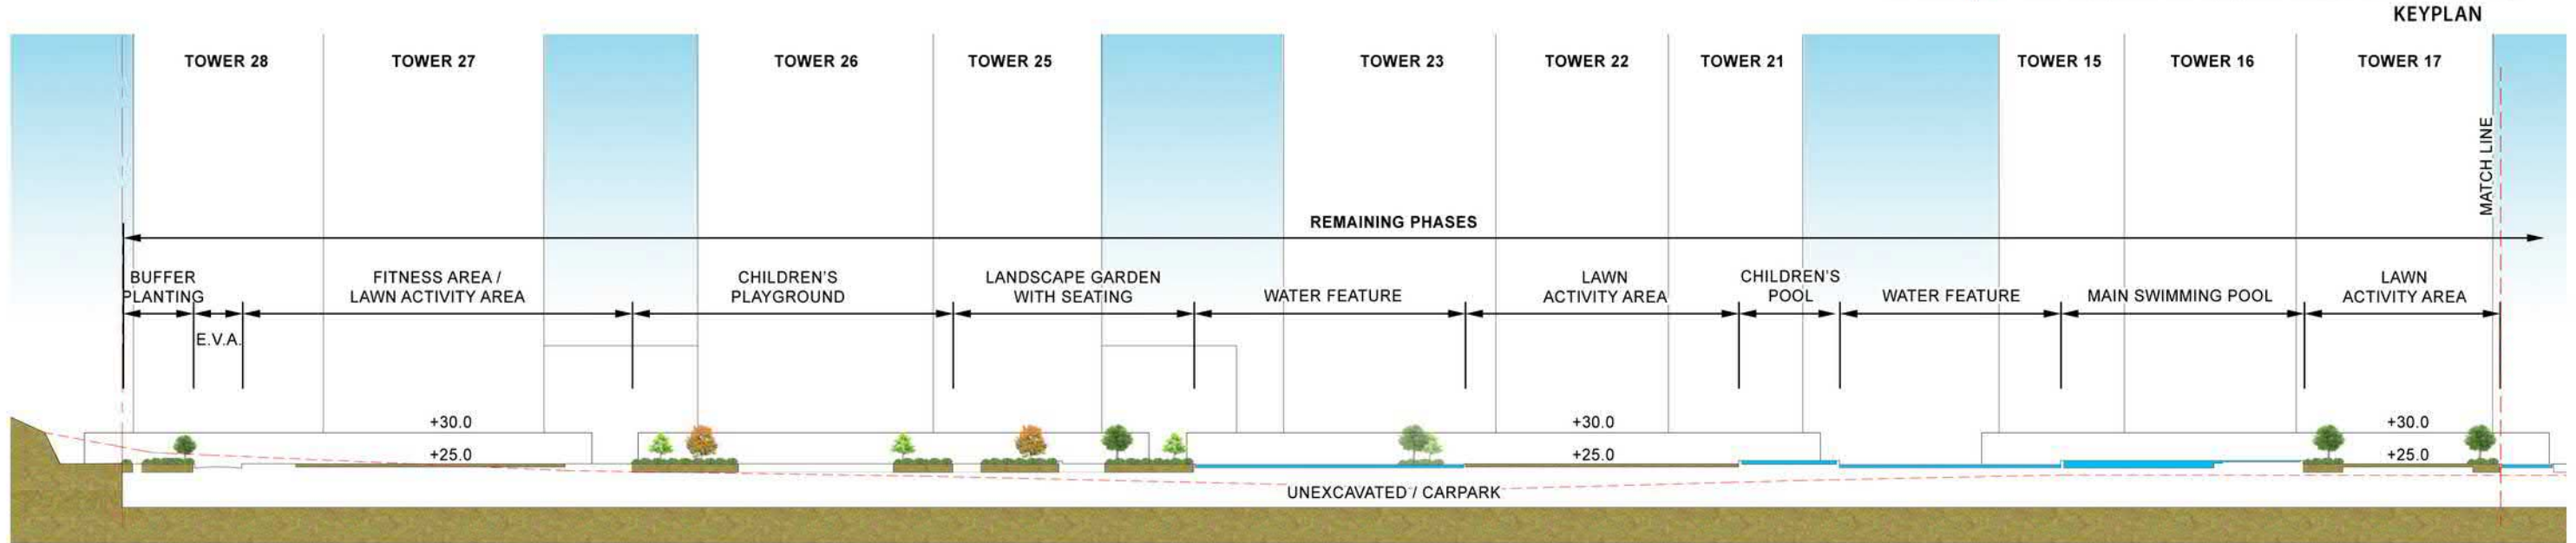 KEYPLAN
TOWER 28
TOWER 27
TOWER 26
TOWER 25
TOWER 23
TOWER 22
TOWER 21
TOWER 15
TOWER 16
TOWER 17
MATCH LINE
REMAINING PHASES
BUFFER
PLANTING
E.V.A.
FITNESS AREA /
LAWN ACTIVITY AREA
CHILDREN'S
PLAYGROUND
LANDSCAPE GARDEN
WITH SEATING
WATER FEATURE
LAWN
ACTIVITY AREA
CHILDREN'S
POOL
WATER FEATURE
MAIN SWIMMING POOL
LAWN
ACTIVITY AREA
+30.0
+25.0
+30.0
+25.0
+30.0
+25.0
UNEXCAVATED / CARPARK